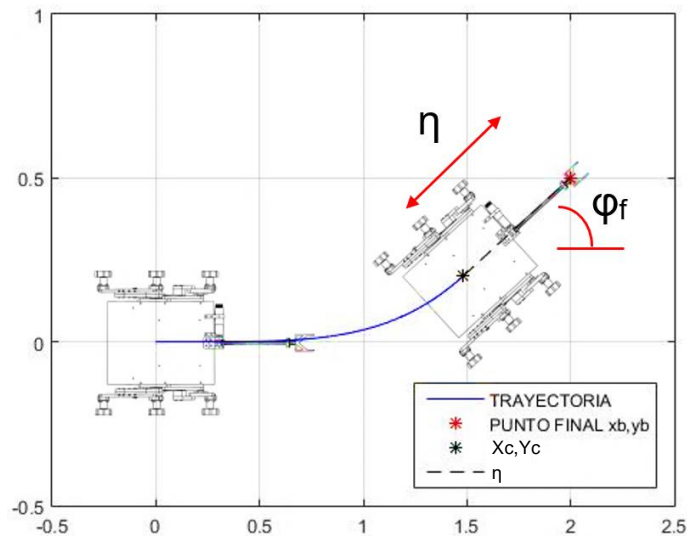 1
0.5
0
-0.5
-0.5
0
0.5
1
1.5
2
2.5
η
φf
TRAYECTORIA
PUNTO FINAL xb,yb
Xc,Yc
η